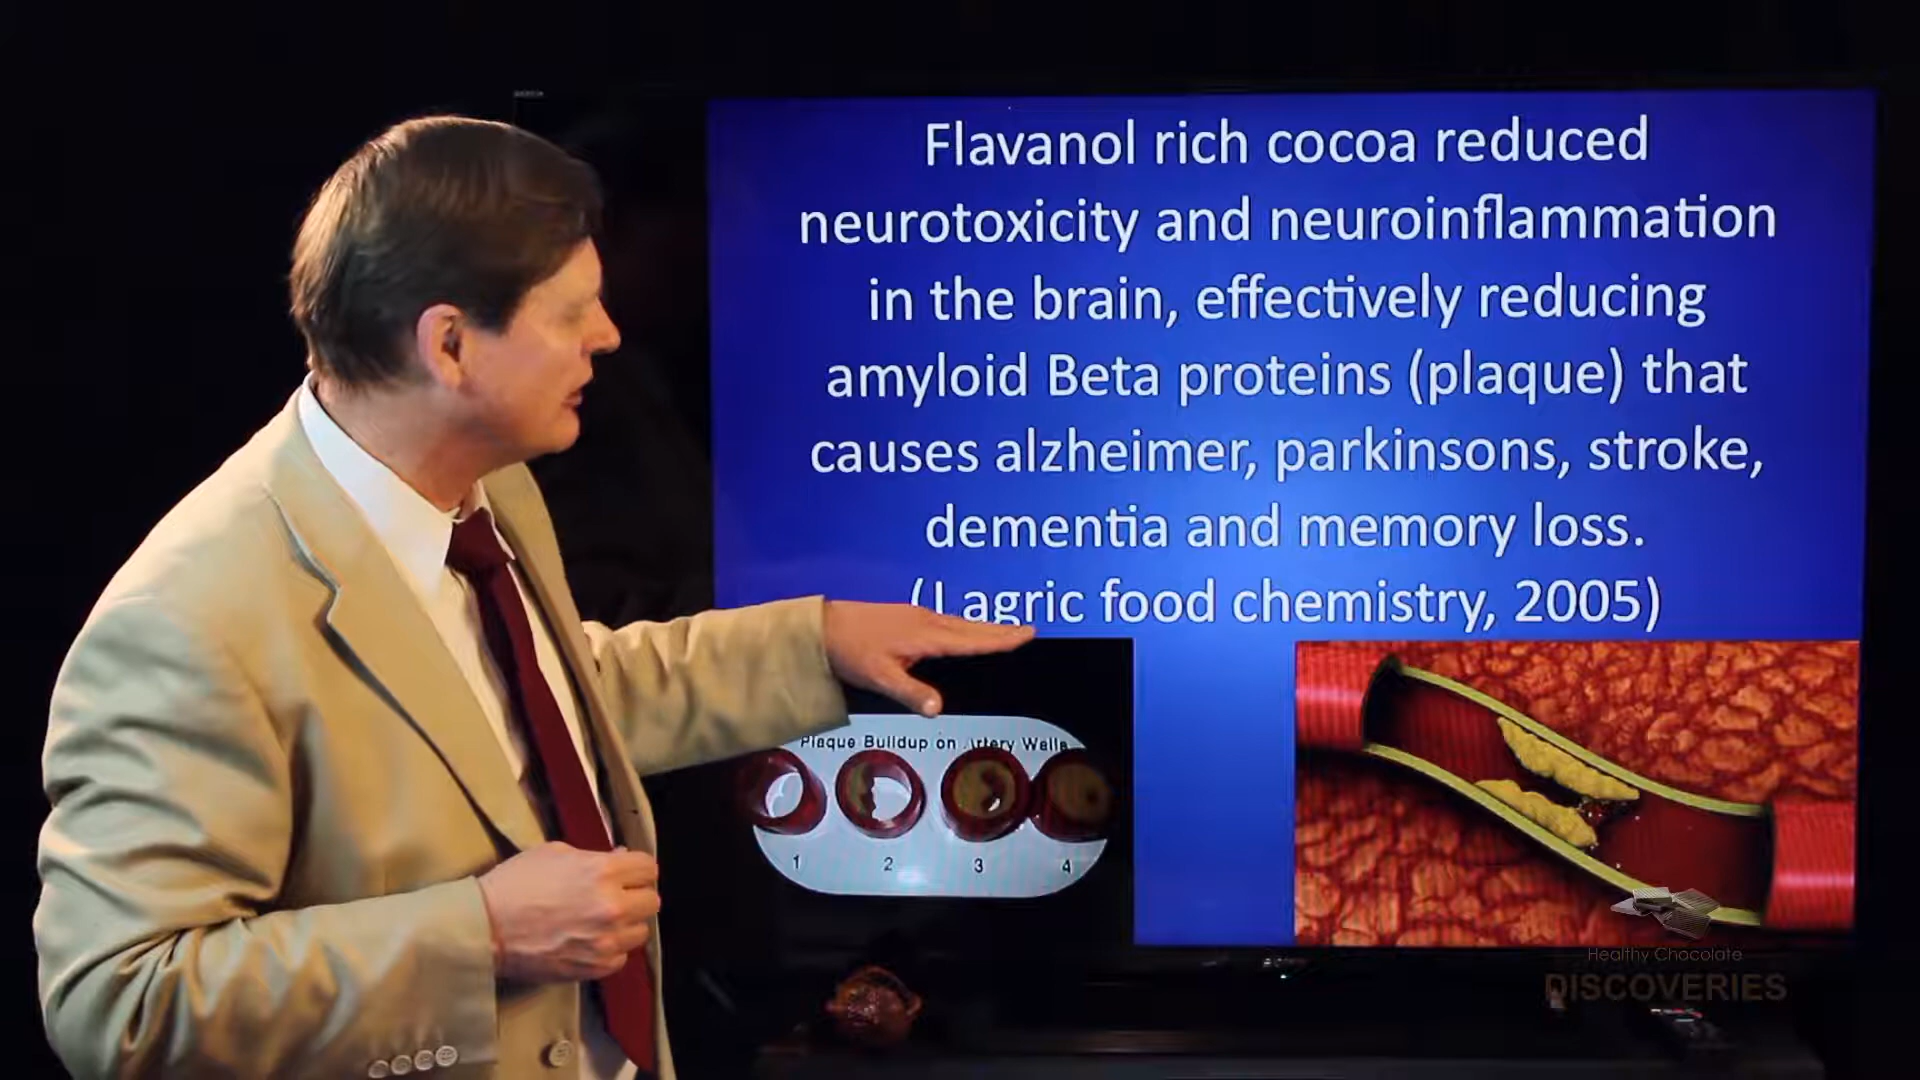 Flavanol rich cocoa reduced
neurotoxicity and neuroinflammation
in the brain, effectively reducing
amyloid Beta proteins (plaque) that
causes alzheimer, parkinsons, stroke,
dementia and memory loss.
(J agric food chemistry, 2005)
Plaque Buildup on Artery Walls
1 2 3 4
Healthy Chocolate
DISCOVERIES